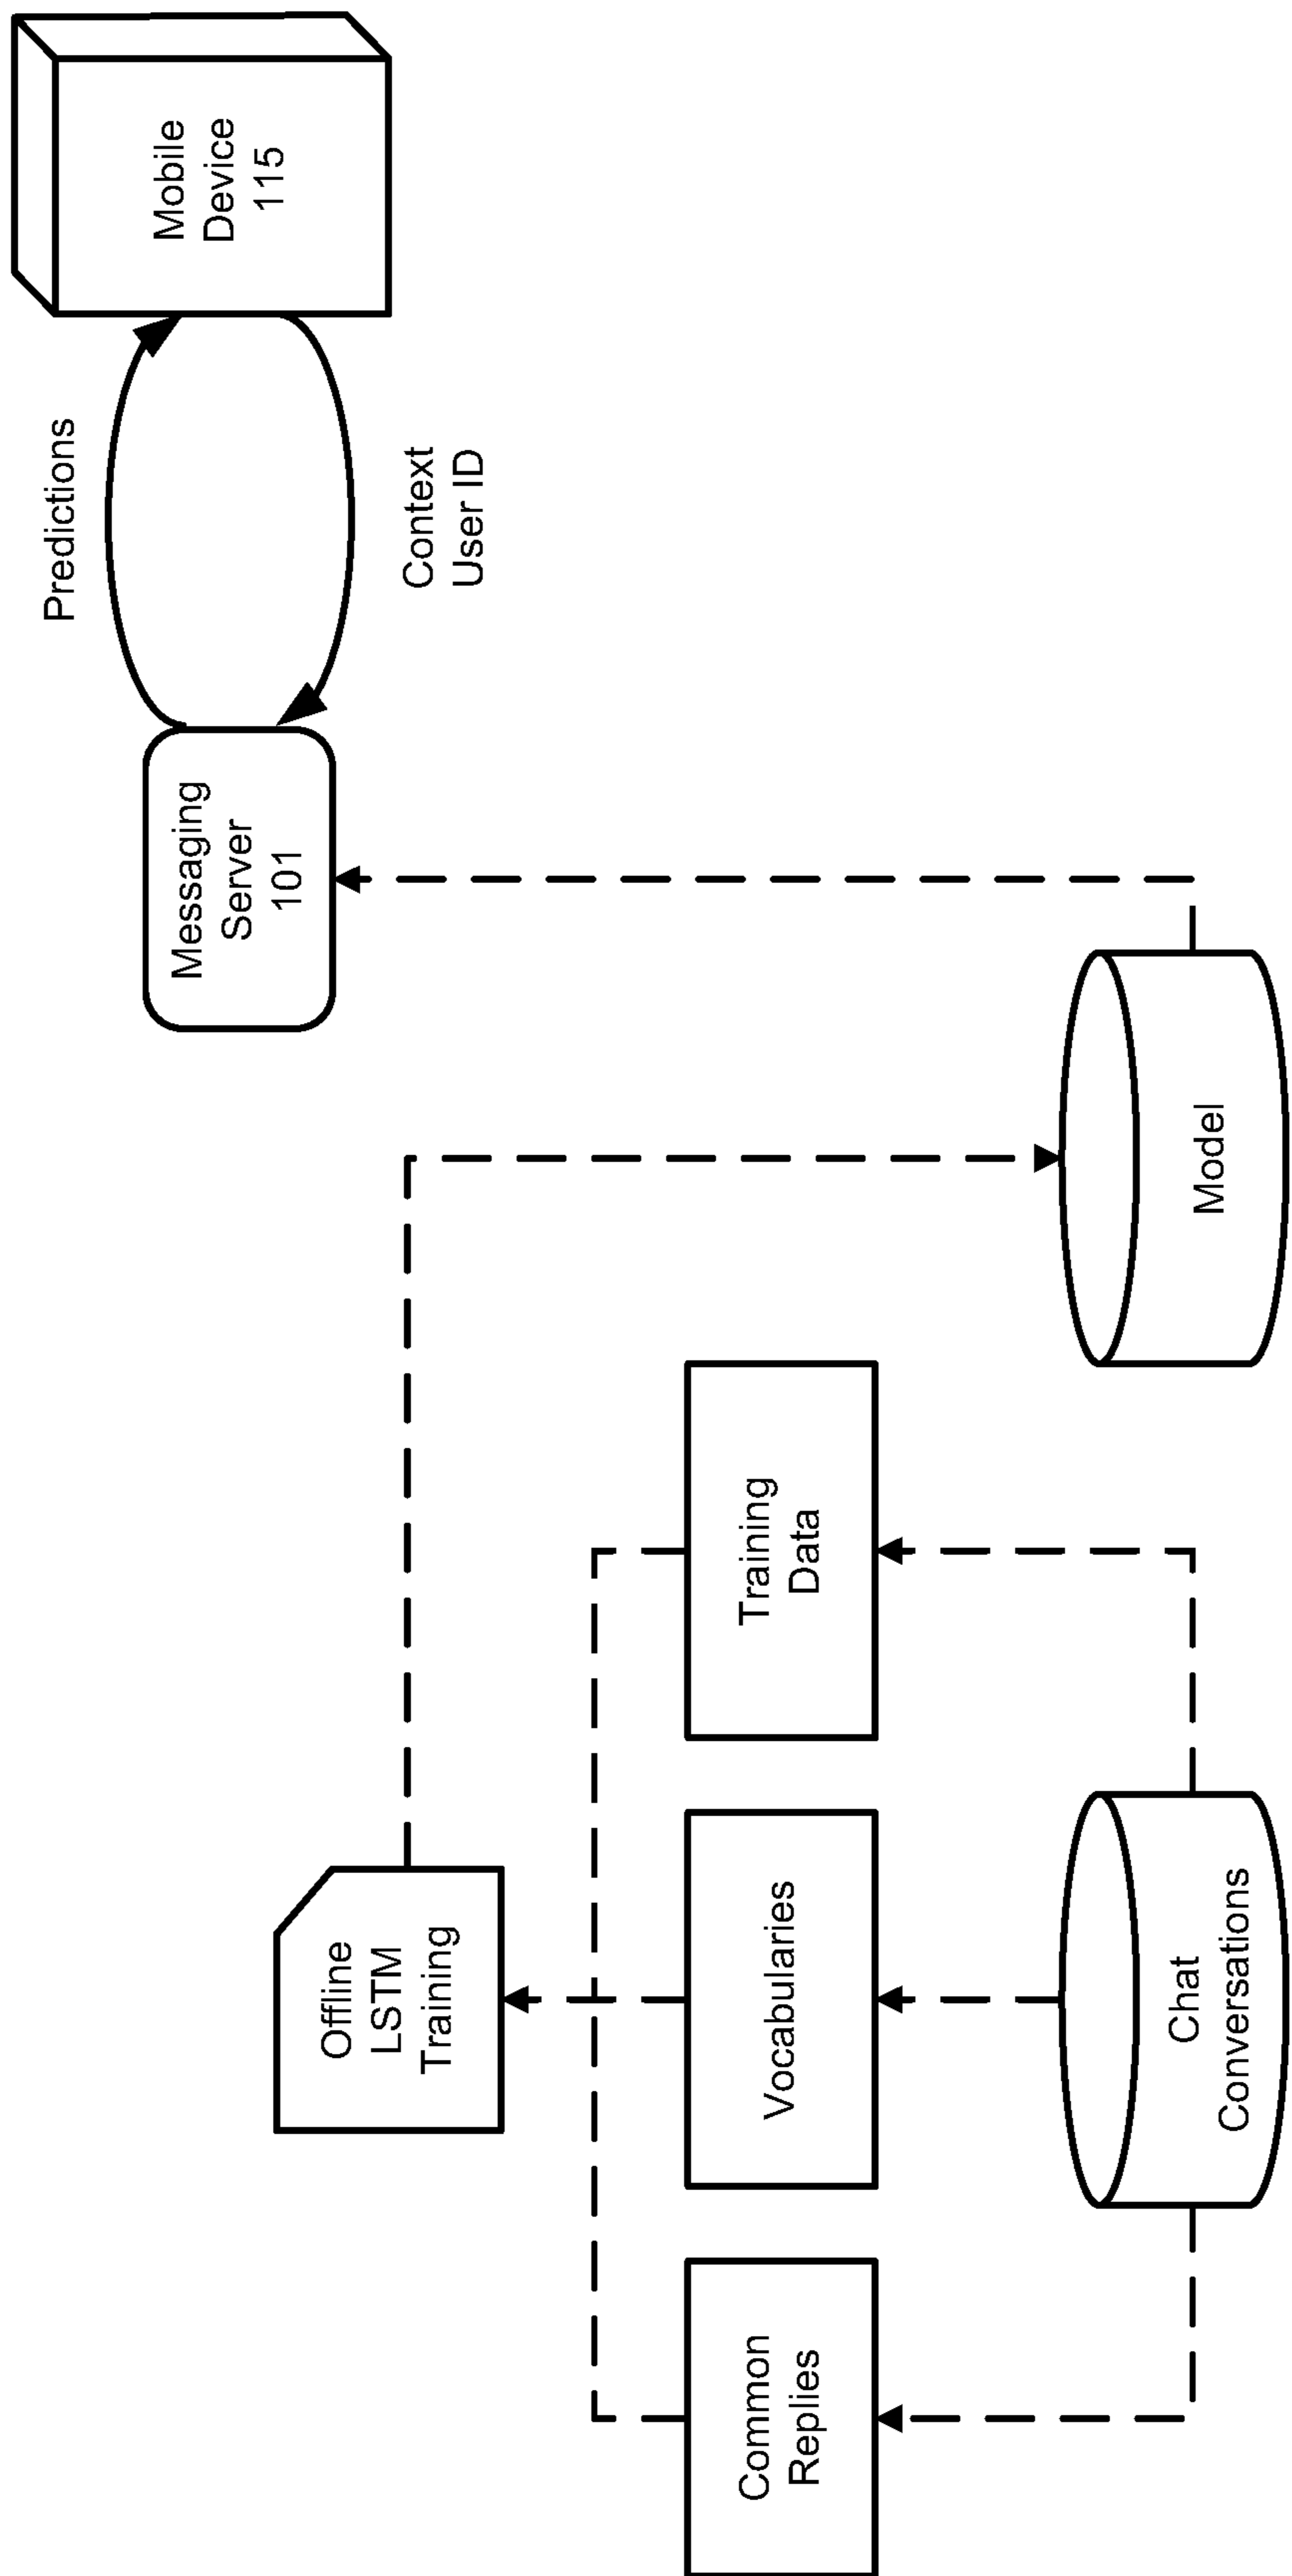 Predictions
Mobile
Device
115
Messaging
Server
101
Context
User ID
Offline
LSTM
Training
Common
Replies
Vocabularies
Training
Data
Chat
Conversations
Model